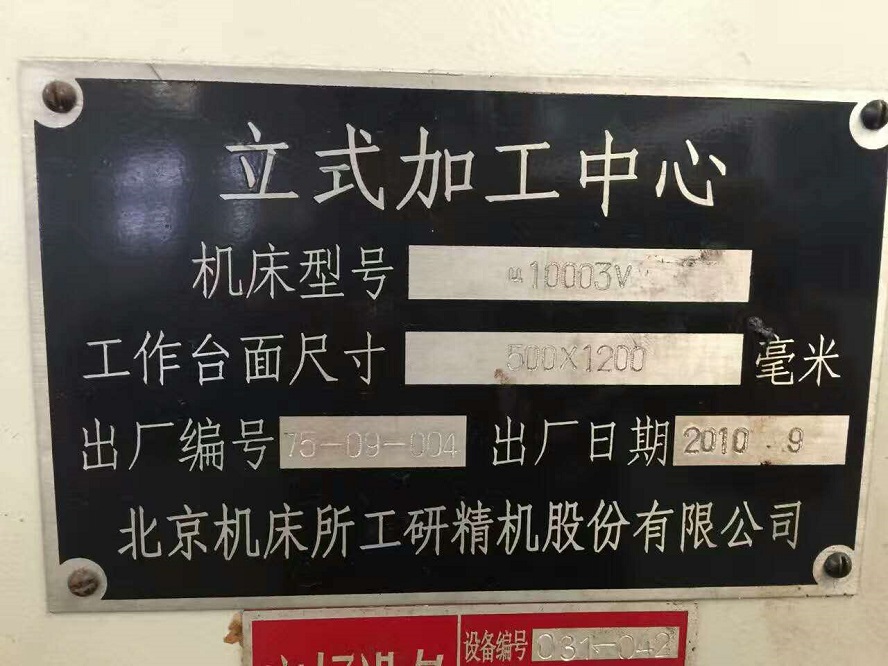 立式加工中心
机床型号 μ10003V
工作台面尺寸 500X1200 毫米
出厂编号 75-09-004 出厂日期 2010.9
北京机床所工研精机股份有限公司
设备编号 031-042